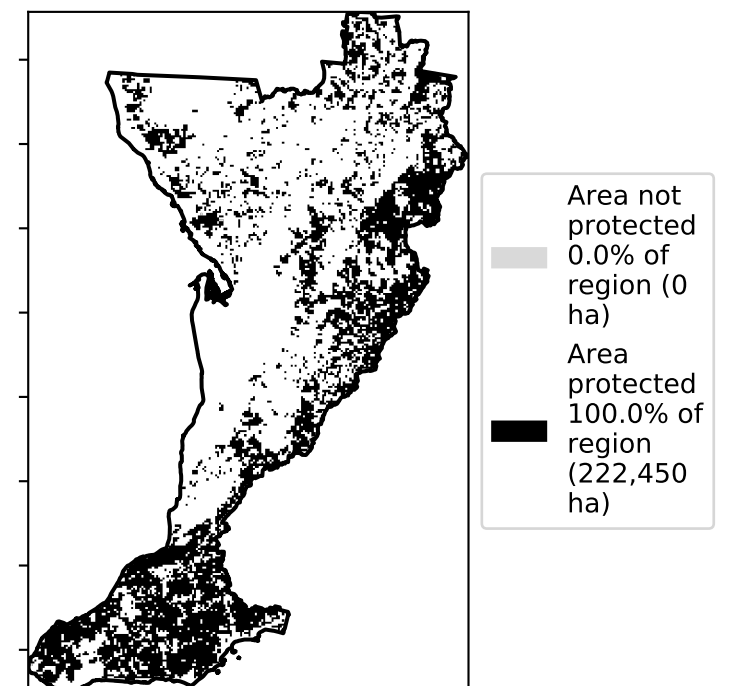 Area not
protected
0.0% of
region (0
ha)
Area
protected
100.0% of
region
(222,450
ha)